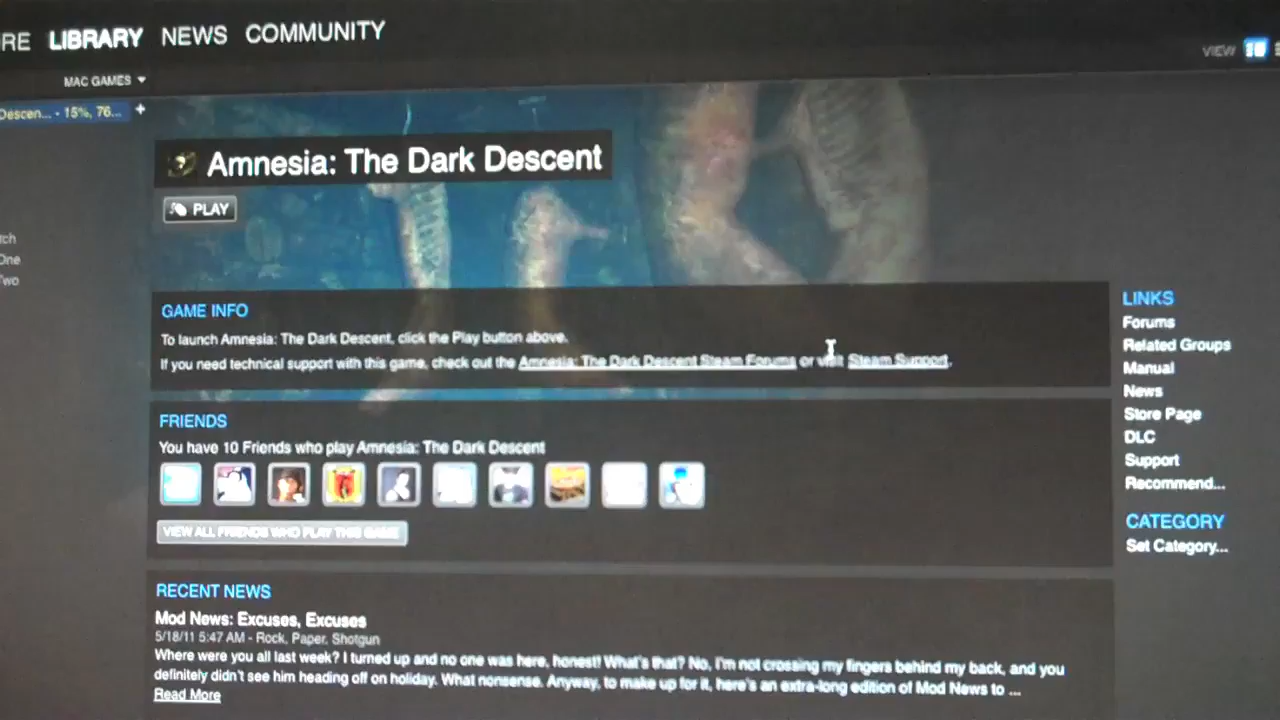 RE LIBRARY NEWS COMMUNITY
VIEW
MAC GAMES
Descen... - 15%, 76...
Amnesia: The Dark Descent
PLAY
tch
One
Two
GAME INFO
To launch Amnesia: The Dark Descent, click the Play button above.
If you need technical support with this game, check out the Amnesia: The Dark Descent Steam Forums or visit Steam Support.
FRIENDS
You have 10 Friends who play Amnesia: The Dark Descent
VIEW ALL FRIENDS WHO PLAY THIS GAME
RECENT NEWS
Mod News: Excuses, Excuses
5/18/11 5:47 AM - Rock, Paper, Shotgun
Where were you all last week? I turned up and no one was here, honest! What's that? No, I'm not crossing my fingers behind my back, and you
definitely didn't see him heading off on holiday. What nonsense. Anyway, to make up for it, here's an extra-long edition of Mod News to ...
Read More
LINKS
Forums
Related Groups
Manual
News
Store Page
DLC
Support
Recommend...
CATEGORY
Set Category...